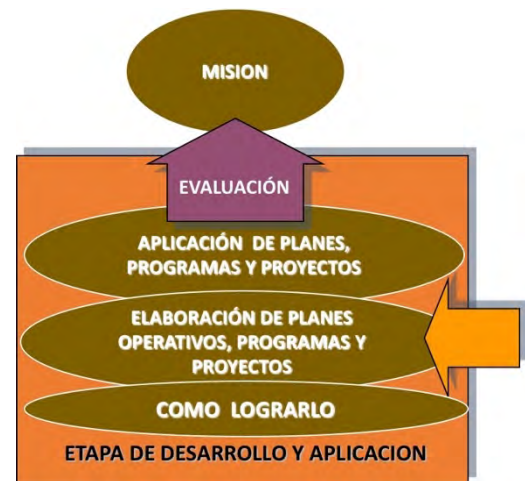 MISION
EVALUACIÓN
APLICACIÓN DE PLANES,
PROGRAMAS Y PROYECTOS
ELABORACIÓN DE PLANES
OPERATIVOS, PROGRAMAS Y
PROYECTOS
COMO LOGRARLO
ETAPA DE DESARROLLO Y APLICACION